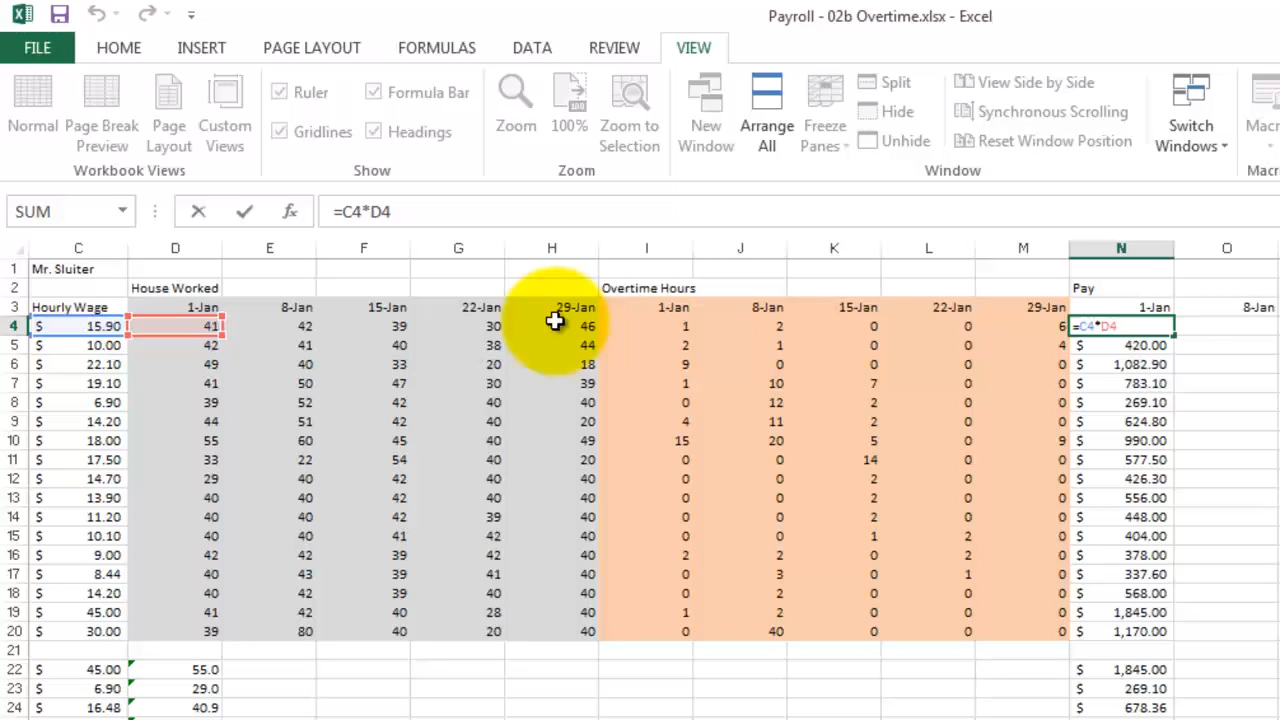 Payroll - 02b Overtime.xlsx - Excel
FILE HOME INSERT PAGE LAYOUT FORMULAS DATA REVIEW VIEW
Normal Page Break Preview Page Layout Custom Views
Workbook Views
Ruler Formula Bar
Gridlines Headings
Show
Zoom 100% Zoom to Selection
Zoom
New Window Arrange All Freeze Panes
Split View Side by Side
Hide Synchronous Scrolling
Unhide Reset Window Position
Window
Switch Windows
SUM =C4*D4
C D E F G H I J K L M N O
1 Mr. Sluiter
2 House Worked Overtime Hours Pay
3 Hourly Wage 1-Jan 8-Jan 15-Jan 22-Jan 29-Jan 1-Jan 8-Jan 15-Jan 22-Jan 29-Jan 1-Jan 8-Jan
4 $ 15.90 41 42 39 30 46 1 2 0 0 6 =C4*D4
5 $ 10.00 42 41 40 38 44 2 1 0 0 4 $ 420.00
6 $ 22.10 49 40 33 20 18 9 0 0 0 0 $ 1,082.90
7 $ 19.10 41 50 47 30 39 1 10 7 0 0 $ 783.10
8 $ 6.90 39 52 42 40 40 0 12 2 0 0 $ 269.10
9 $ 14.20 44 51 42 40 20 4 11 2 0 0 $ 624.80
10 $ 18.00 55 60 45 40 49 15 20 5 0 9 $ 990.00
11 $ 17.50 33 22 54 40 20 0 0 14 0 0 $ 577.50
12 $ 14.70 29 40 42 40 40 0 0 2 0 0 $ 426.30
13 $ 13.90 40 40 42 40 40 0 0 2 0 0 $ 556.00
14 $ 11.20 40 40 42 39 40 0 0 2 0 0 $ 448.00
15 $ 10.10 40 40 41 42 40 0 0 1 2 0 $ 404.00
16 $ 9.00 42 42 39 42 40 2 2 0 2 0 $ 378.00
17 $ 8.44 40 43 39 41 40 0 3 0 1 0 $ 337.60
18 $ 14.20 40 42 39 40 40 0 2 0 0 0 $ 568.00
19 $ 45.00 41 42 40 28 40 1 2 0 0 0 $ 1,845.00
20 $ 30.00 39 80 40 20 40 0 40 0 0 0 $ 1,170.00
21
22 $ 45.00 55.0 $ 1,845.00
23 $ 6.90 29.0 $ 269.10
24 $ 16.48 40.9 $ 678.36